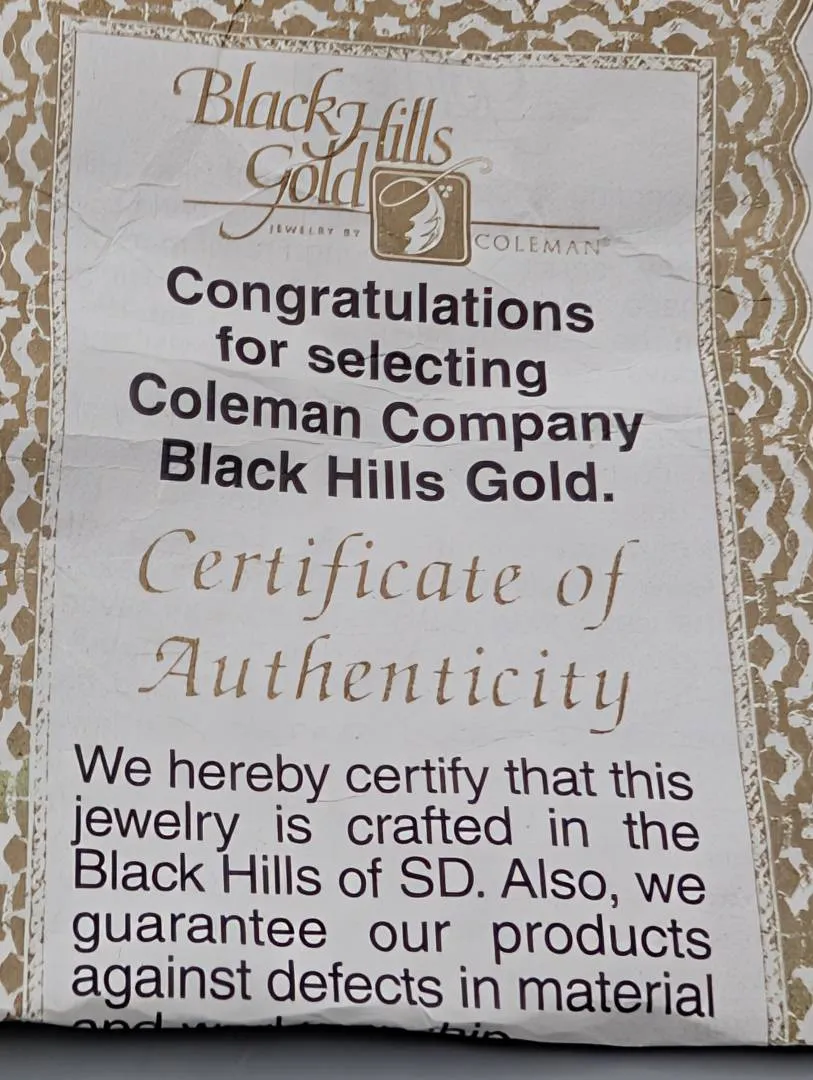 Black Hills
Gold
JEWELRY BY COLEMAN®
Congratulations
for selecting
Coleman Company
Black Hills Gold.
Certificate of
Authenticity
We hereby certify that this
jewelry is crafted in the
Black Hills of SD. Also, we
guarantee our products
against defects in material
and